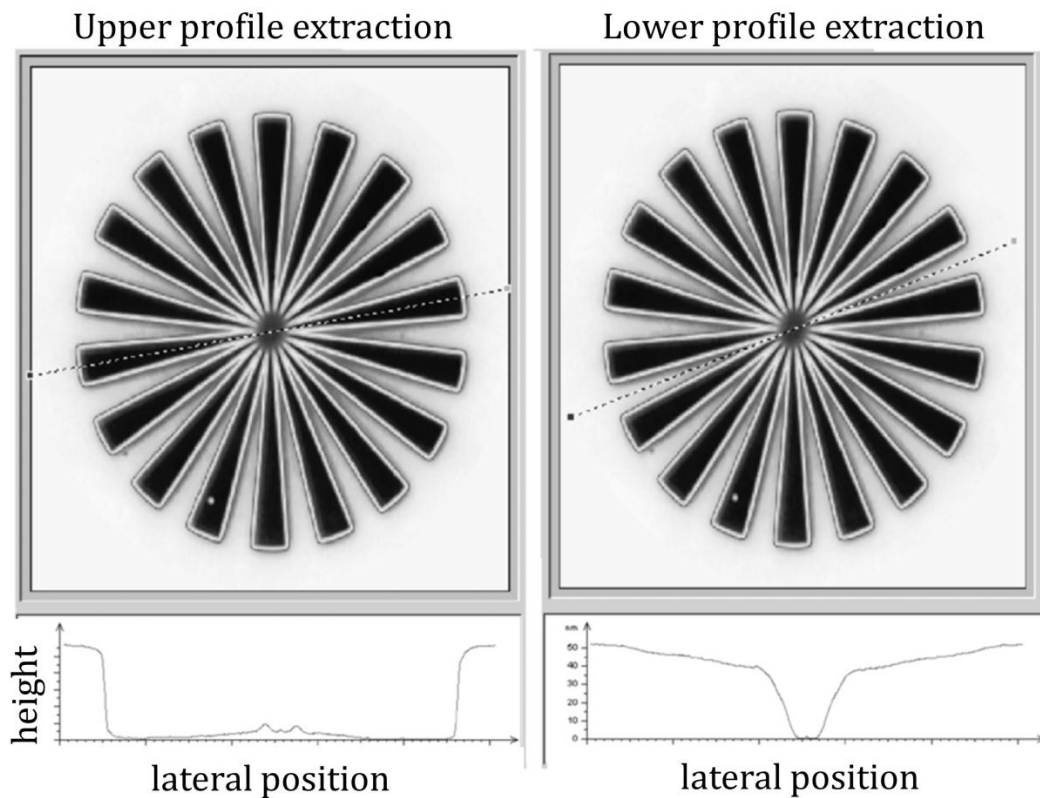 Upper profile extraction
Lower profile extraction
height
50
40
30
20
10
0
lateral position
lateral position